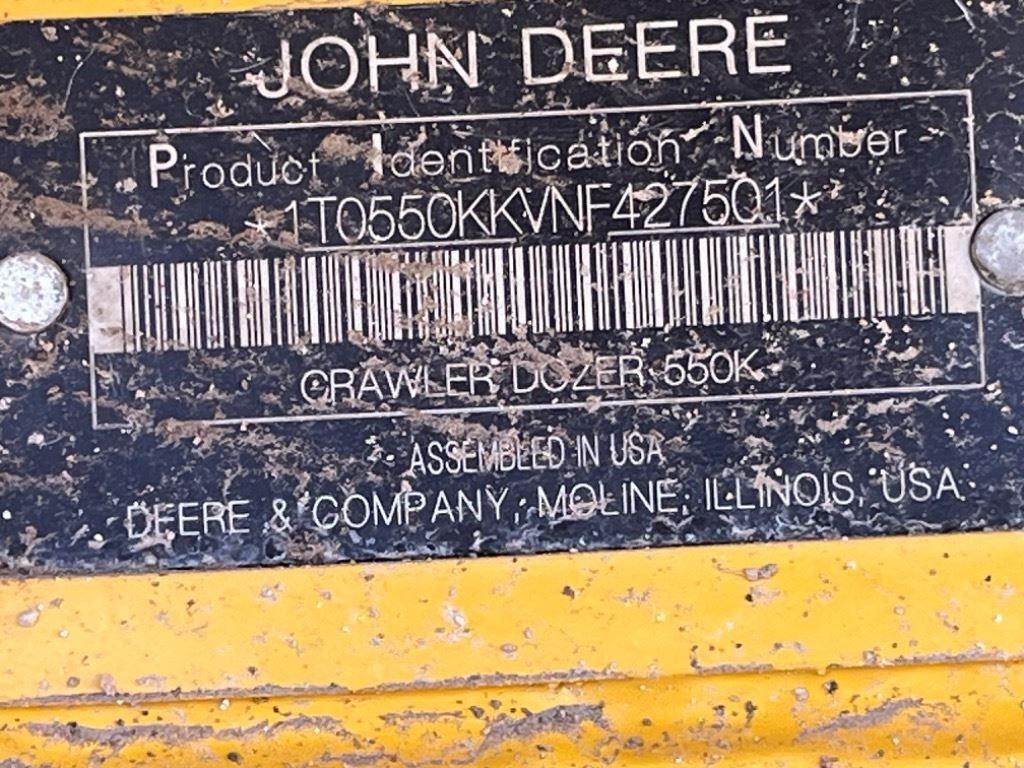 JOHN DEERE
Product Identification Number
*1T0550KKVNF427501*
CRAWLER DOZER 550K
ASSEMBLED IN USA
DEERE & COMPANY, MOLINE, ILLINOIS, USA